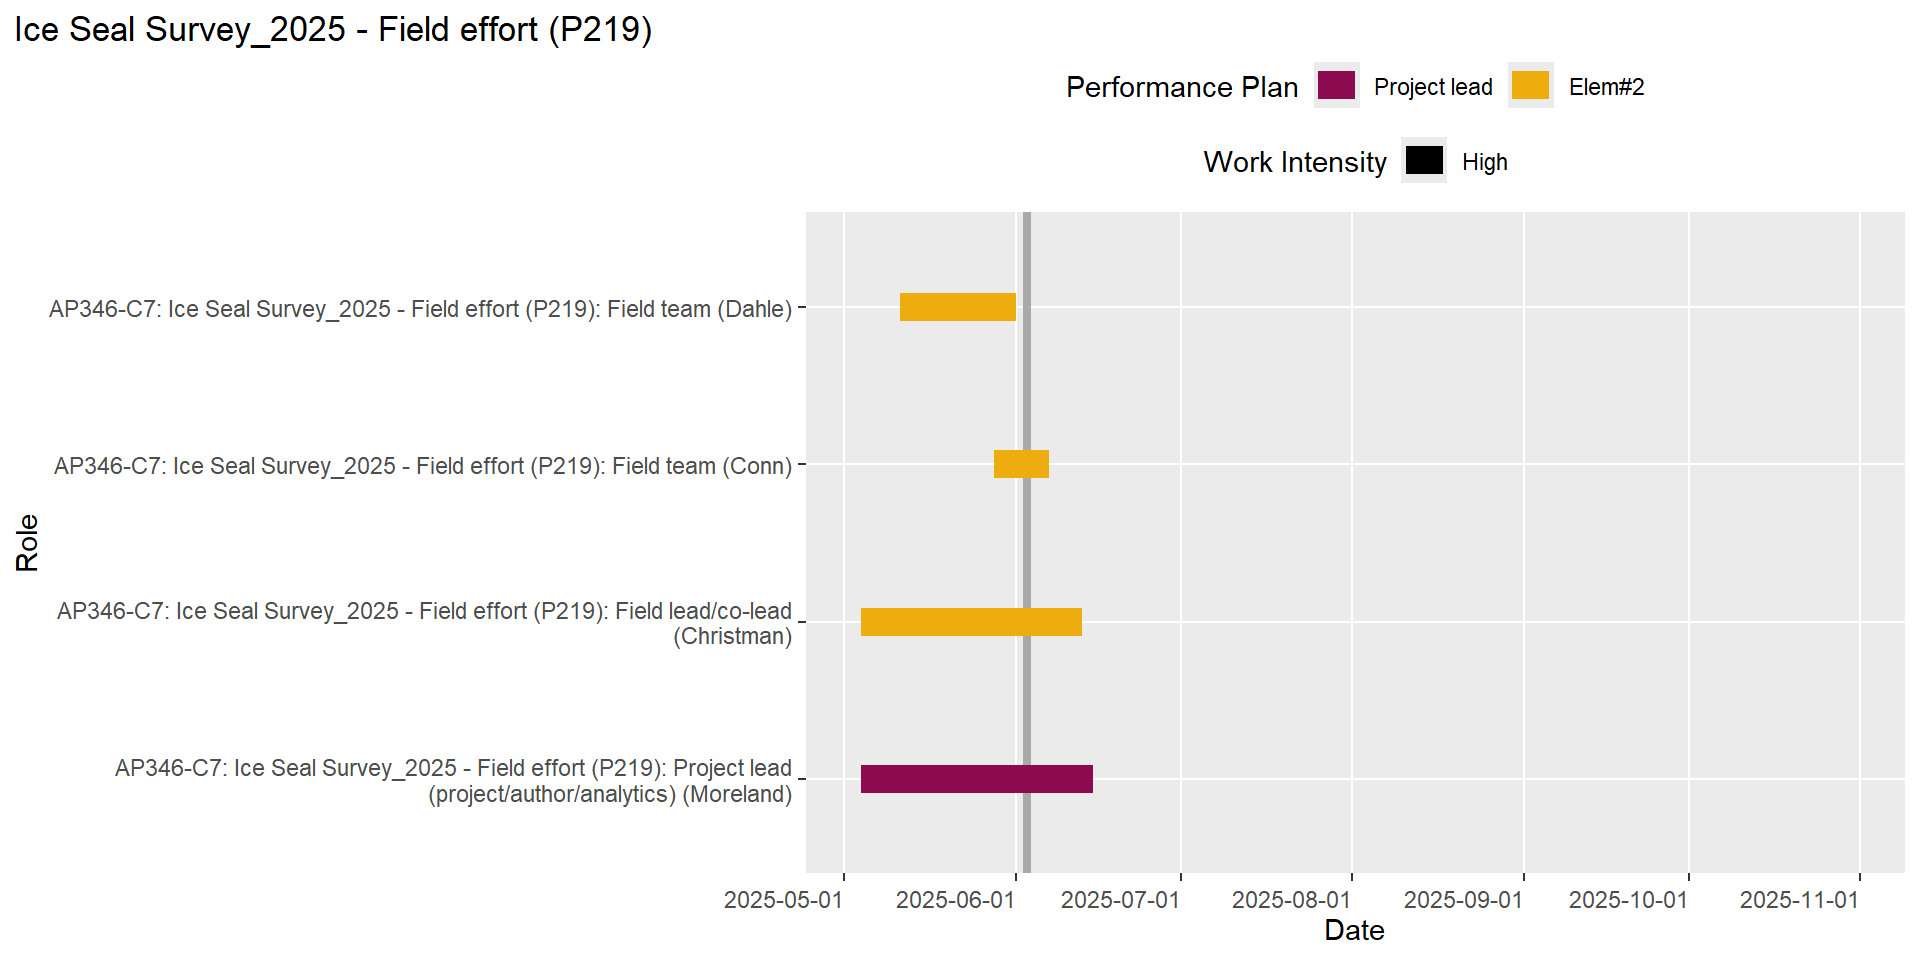 Ice Seal Survey_2025 - Field effort (P219)
Performance Plan Project lead Elem#2
Work Intensity High
AP346-C7: Ice Seal Survey_2025 - Field effort (P219): Field team (Dahle)
AP346-C7: Ice Seal Survey_2025 - Field effort (P219): Field team (Conn)
Role
AP346-C7: Ice Seal Survey_2025 - Field effort (P219): Field lead/co-lead
(Christman)
AP346-C7: Ice Seal Survey_2025 - Field effort (P219): Project lead
(project/author/analytics) (Moreland)
2025-05-01 2025-06-01 2025-07-01 2025-08-01 2025-09-01 2025-10-01 2025-11-01
Date